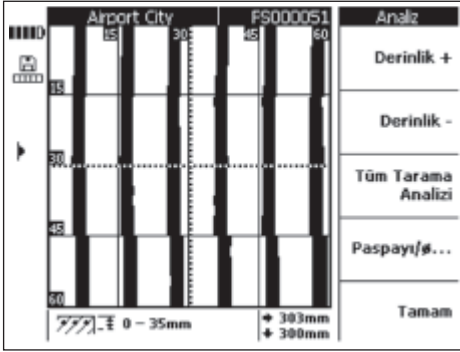 Airport City FS000051 Analiz
15 30 45 60
15
30
45
60
Derinlik +
Derinlik -
Tüm Tarama
Analizi
Paspayı/ø...
Tamam
0 - 35mm
303mm
300mm